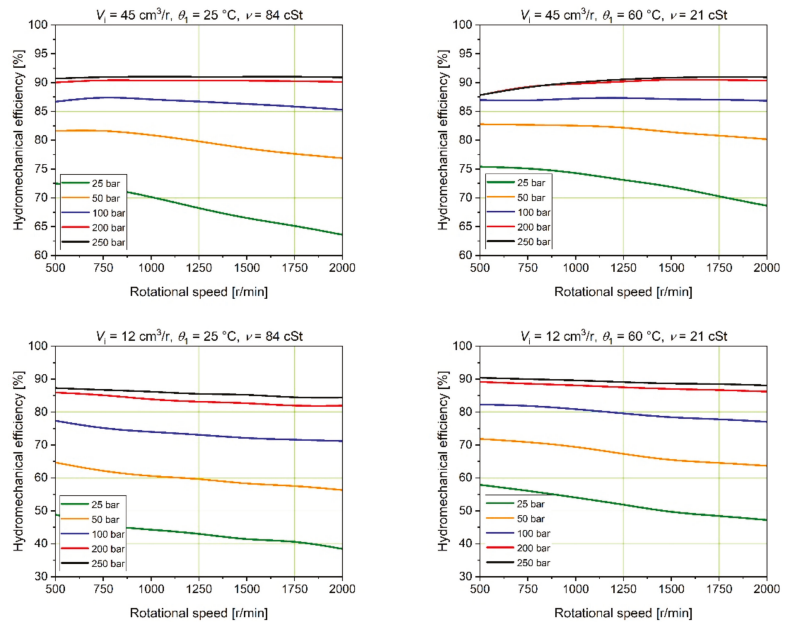 Vi = 45 cm³/r, θ1 = 25 °C, ν = 84 cSt
Hydromechanical efficiency [%]
100
95
90
85
80
75
70
65
60
25 bar
50 bar
100 bar
200 bar
250 bar
500 750 1000 1250 1500 1750 2000
Rotational speed [r/min]
Vi = 45 cm³/r, θ1 = 60 °C, ν = 21 cSt
Hydromechanical efficiency [%]
100
95
90
85
80
75
70
65
60
25 bar
50 bar
100 bar
200 bar
250 bar
500 750 1000 1250 1500 1750 2000
Rotational speed [r/min]
Vi = 12 cm³/r, θ1 = 25 °C, ν = 84 cSt
Hydromechanical efficiency [%]
100
90
80
70
60
50
40
30
25 bar
50 bar
100 bar
200 bar
250 bar
500 750 1000 1250 1500 1750 2000
Rotational speed [r/min]
Vi = 12 cm³/r, θ1 = 60 °C, ν = 21 cSt
Hydromechanical efficiency [%]
100
90
80
70
60
50
40
30
25 bar
50 bar
100 bar
200 bar
250 bar
500 750 1000 1250 1500 1750 2000
Rotational speed [r/min]